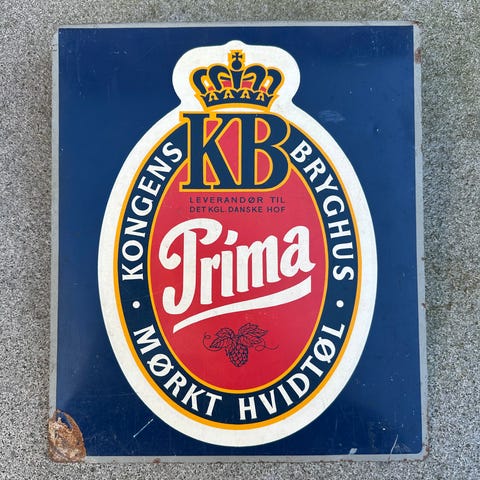 KB
KONGENS BRYGHUS
LEVERANDØR TIL
DET KGL. DANSKE HOF
Prima
MØRKT HVIDTØL